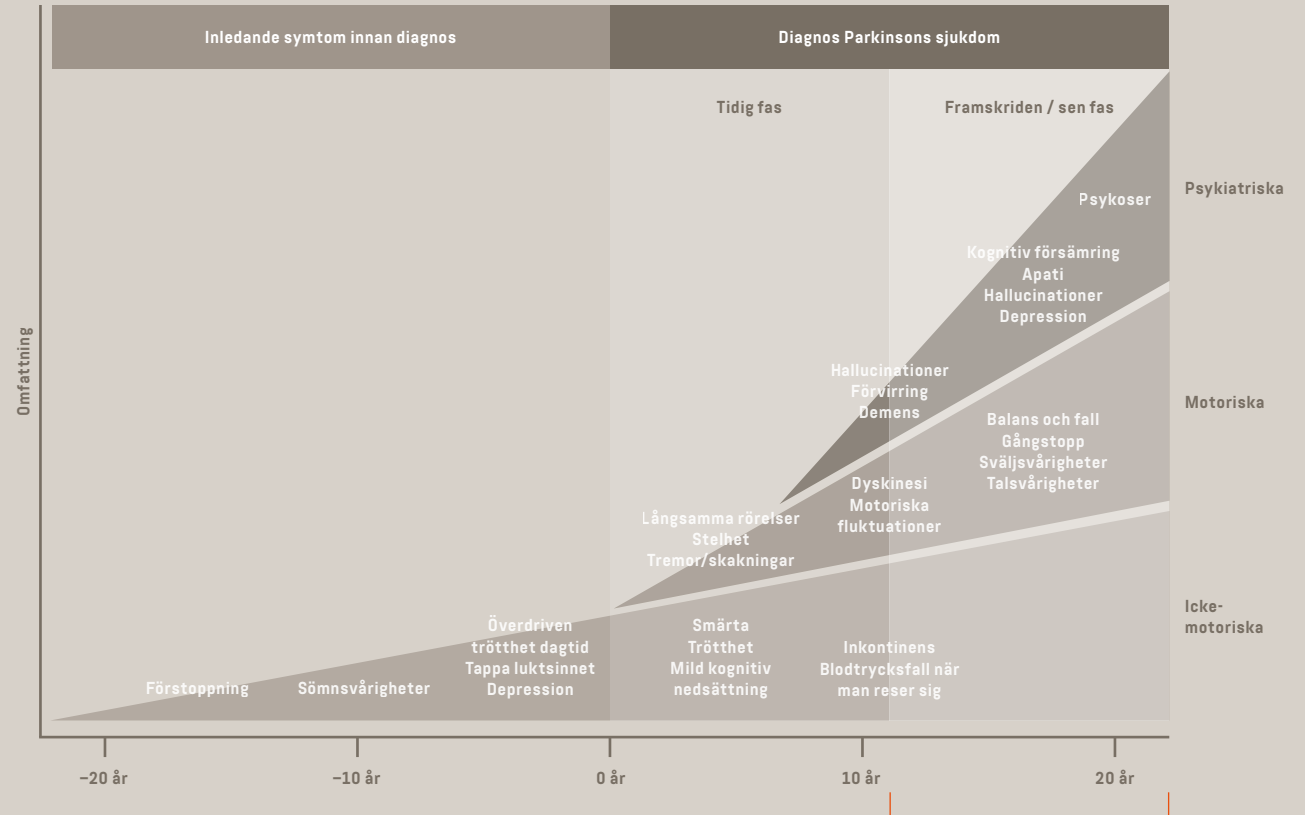 Inledande symtom innan diagnos
Diagnos Parkinsons sjukdom
Tidig fas
Framskriden / sen fas
Omfattning
Psykoser
Kognitiv försämring
Apati
Hallucinationer
Depression
Hallucinationer
Förvirring
Demens
Balans och fall
Gångstopp
Sväljsvårigheter
Talsvårigheter
Dyskinesi
Motoriska
fluktuationer
Långsamma rörelser
Stelhet
Tremor/skakningar
Förstoppning
Sömnsvårigheter
Överdriven
trötthet dagtid
Tappa luktsinnet
Depression
Smärta
Trötthet
Mild kognitiv
nedsättning
Inkontinens
Blodtrycksfall när
man reser sig
Psykiatriska
Motoriska
Icke-
motoriska
−20 år
−10 år
0 år
10 år
20 år